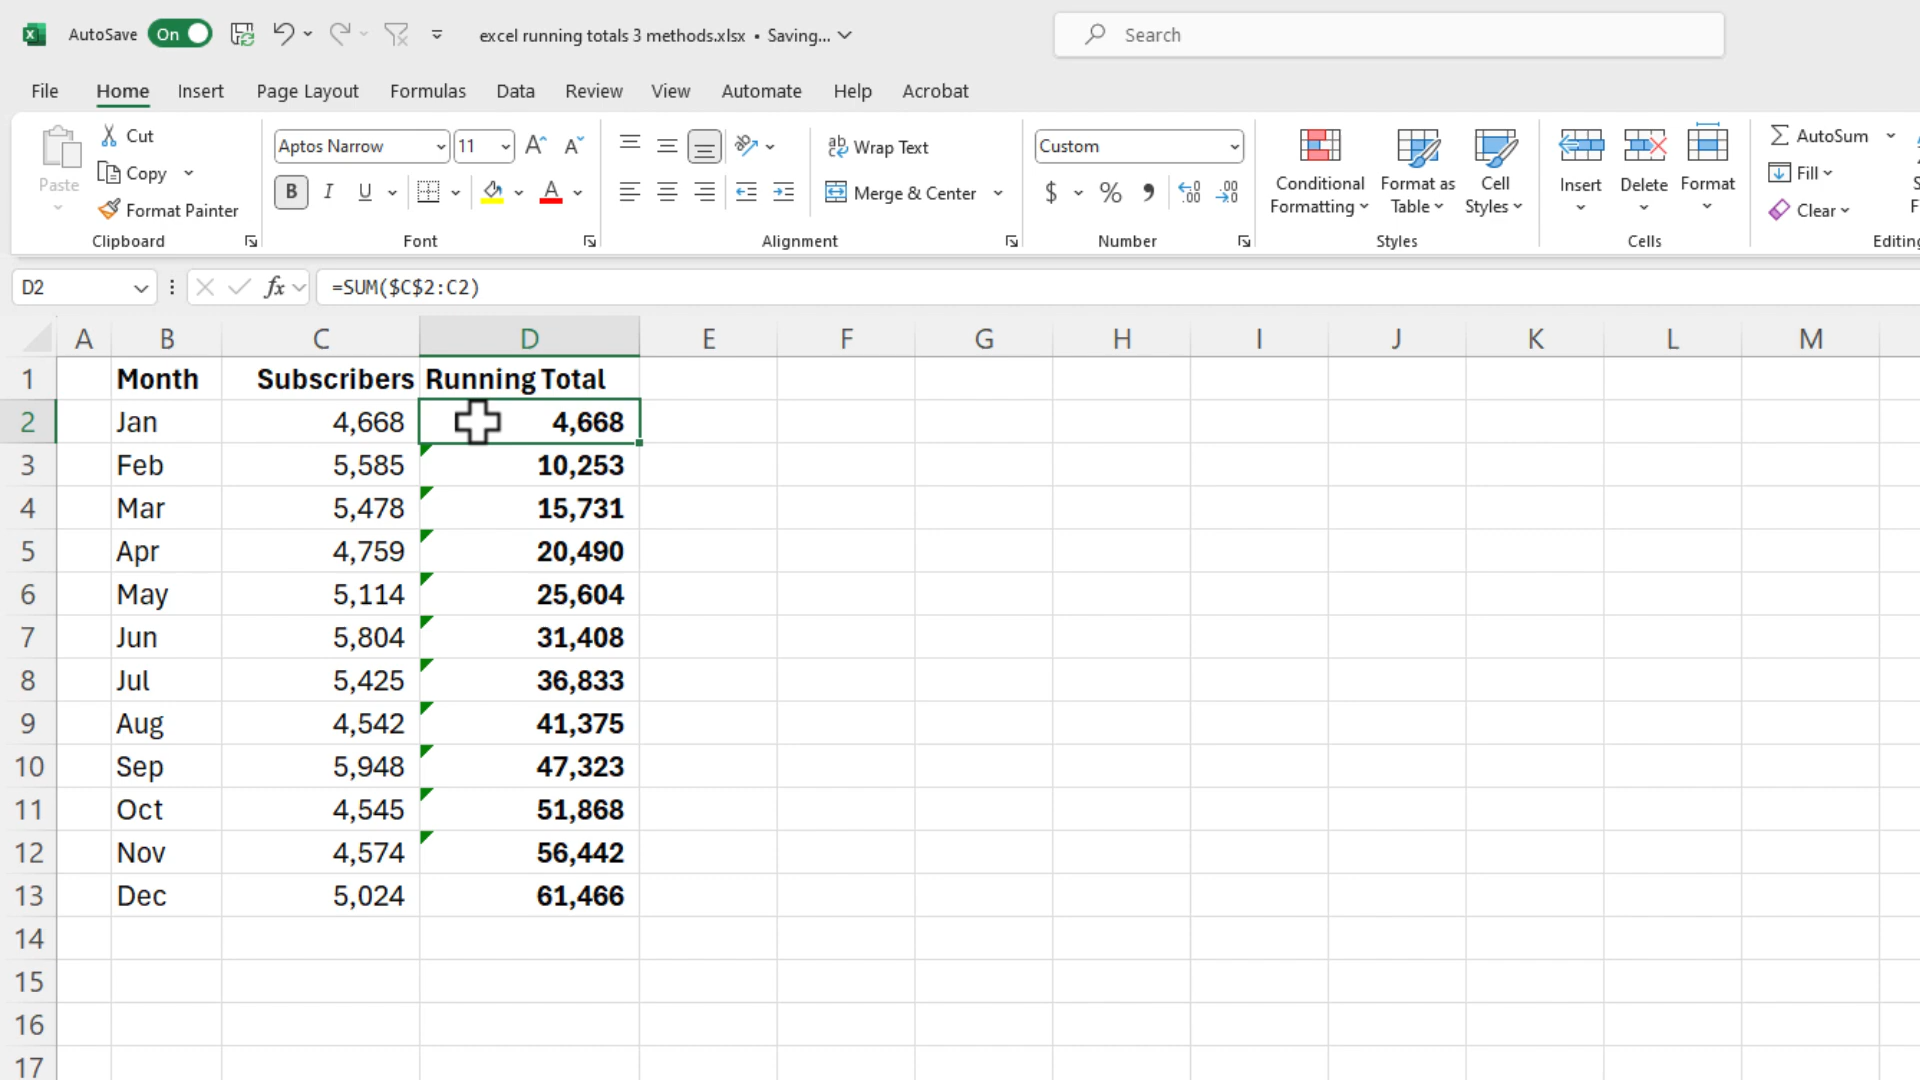 AutoSave On excel running totals 3 methods.xlsx • Saving... Search
File Home Insert Page Layout Formulas Data Review View Automate Help Acrobat
Paste
Cut
Copy
Format Painter
Clipboard
Aptos Narrow 11 A A
B I U A
Font
ab Wrap Text
Merge & Center
Alignment
Custom
$ % 9 .00 .00
Number
Conditional Formatting
Format as Table
Cell Styles
Styles
Insert Delete Format
Cells
AutoSum
Fill
Clear
Editing
D2 fx =SUM($C$2:C2)
A B C D E F G H I J K L M
1 Month Subscribers Running Total
2 Jan 4,668 4,668
3 Feb 5,585 10,253
4 Mar 5,478 15,731
5 Apr 4,759 20,490
6 May 5,114 25,604
7 Jun 5,804 31,408
8 Jul 5,425 36,833
9 Aug 4,542 41,375
10 Sep 5,948 47,323
11 Oct 4,545 51,868
12 Nov 4,574 56,442
13 Dec 5,024 61,466
14
15
16
17